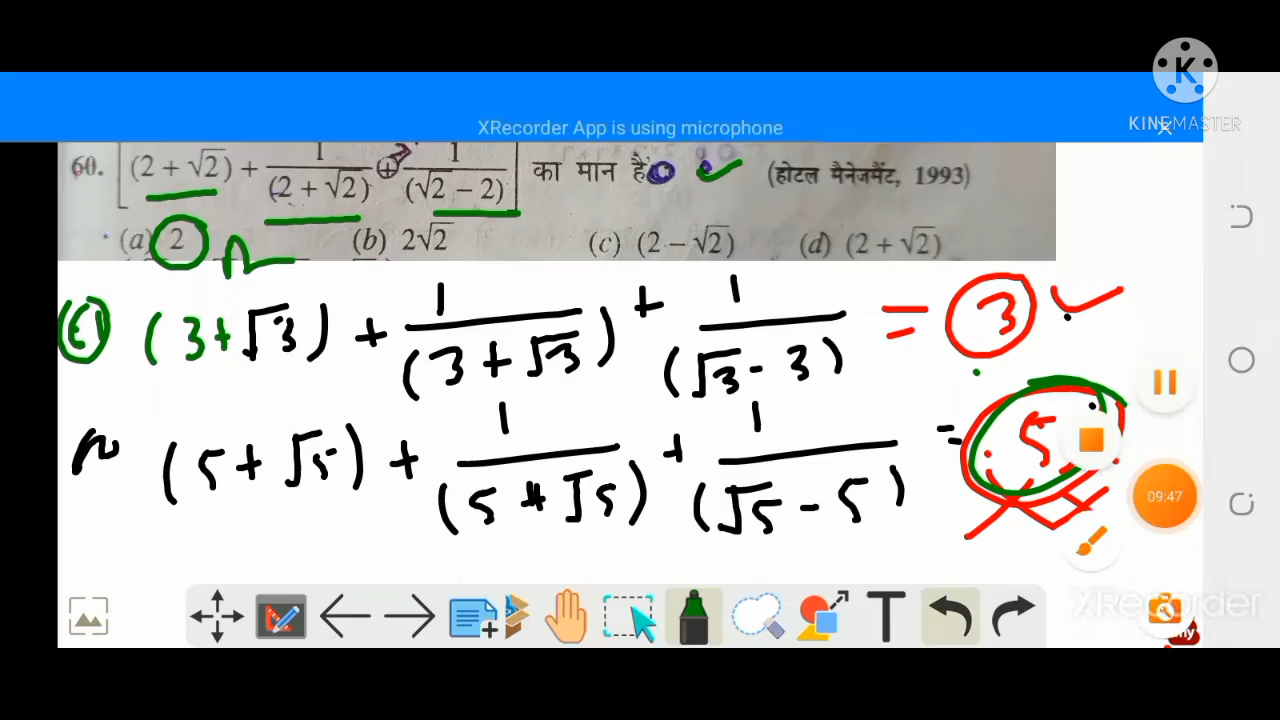 KINEMASTER
XRecorder App is using microphone
60. [(2 + √2) + 1/(2 + √2) + 1/(√2 − 2)] का मान है (होटल मैनेजमैंट, 1993)
(a) 2 (b) 2√2 (c) (2 − √2) (d) (2 + √2)
(3 + √3) + 1/(3 + √3) + 1/(√3 − 3) = 3
(5 + √5) + 1/(5 + √5) + 1/(√5 − 5) = 5
09:47
T
XRecorder